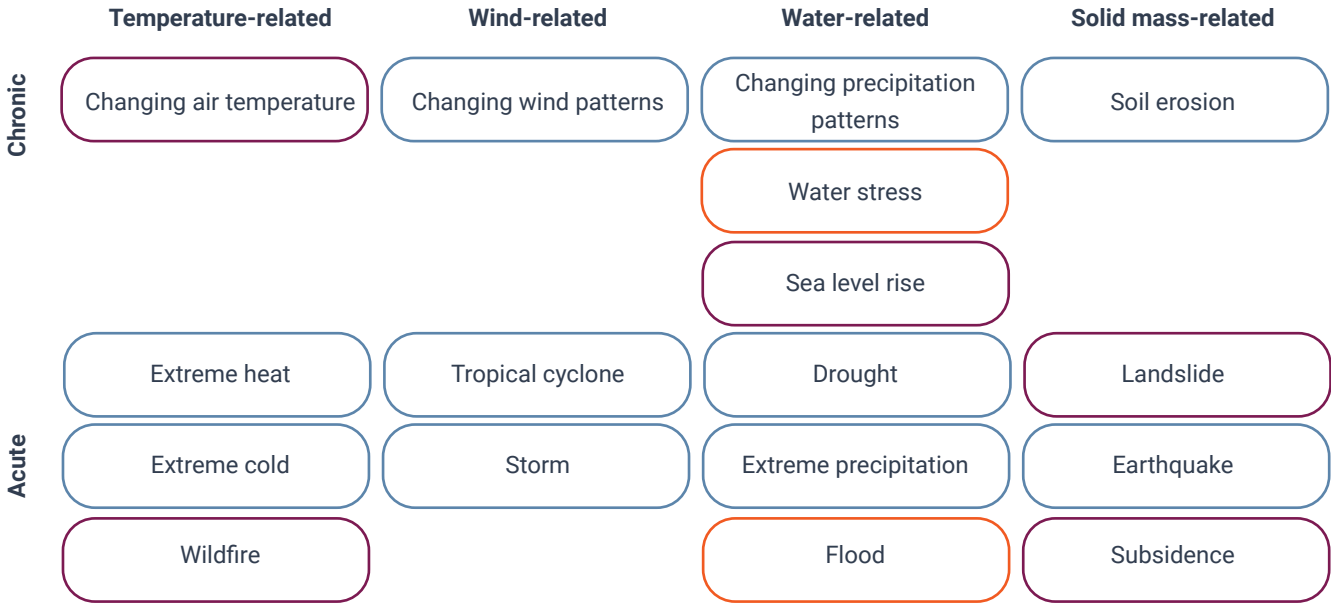 Temperature-related
Wind-related
Water-related
Solid mass-related
Chronic
Changing air temperature
Changing wind patterns
Changing precipitation
patterns
Soil erosion
Water stress
Sea level rise
Acute
Extreme heat
Tropical cyclone
Drought
Landslide
Extreme cold
Storm
Extreme precipitation
Earthquake
Wildfire
Flood
Subsidence